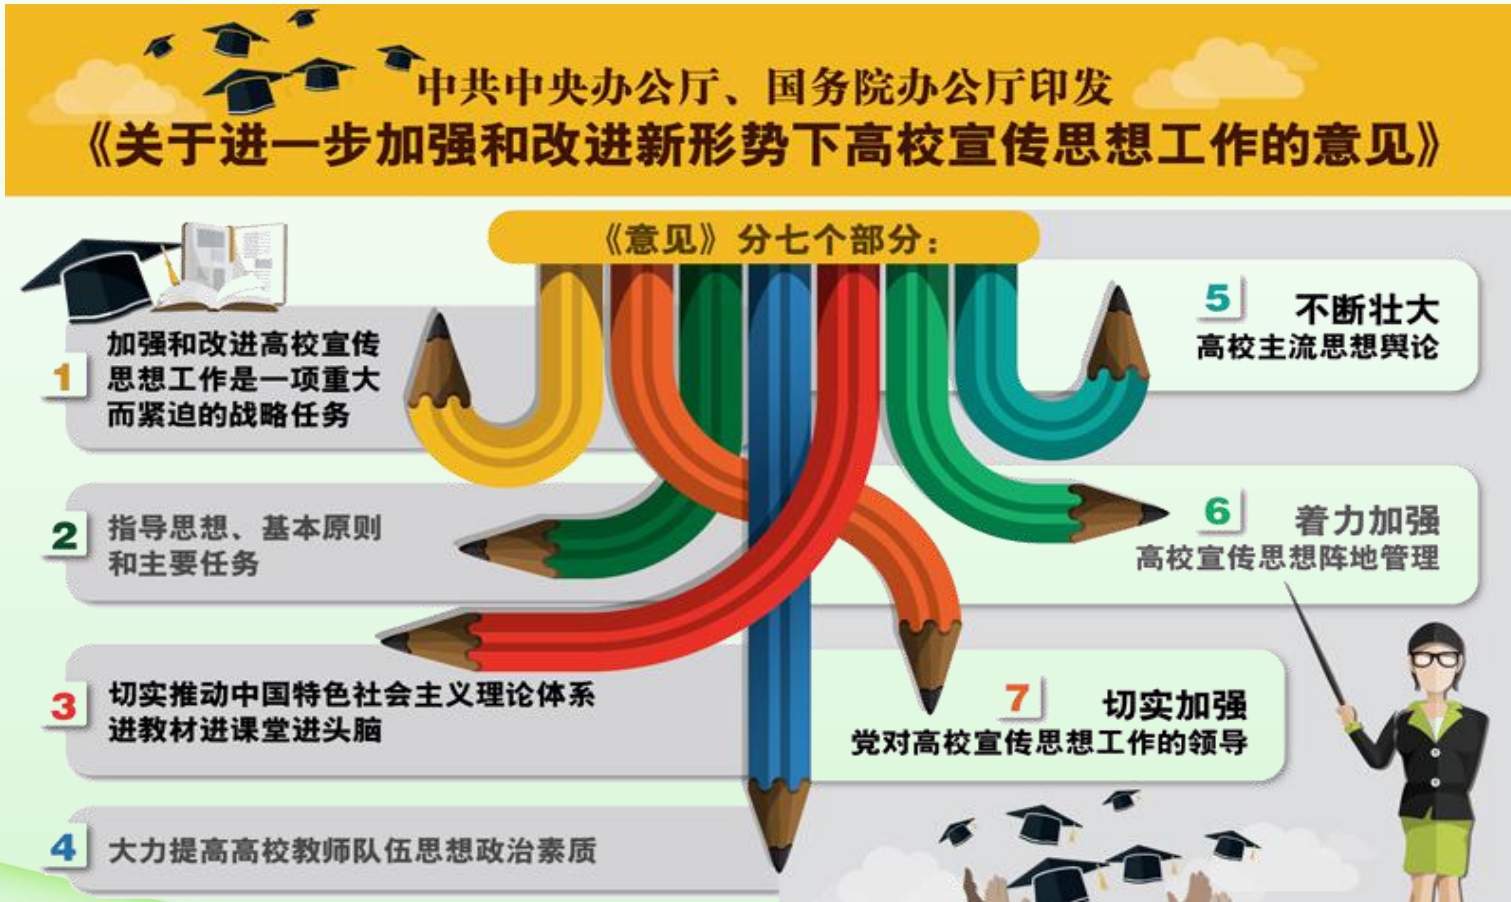 中共中央办公厅、国务院办公厅印发
《关于进一步加强和改进新形势下高校宣传思想工作的意见》
《意见》分七个部分：
1
加强和改进高校宣传
思想工作是一项重大
而紧迫的战略任务
2
指导思想、基本原则
和主要任务
3
切实推动中国特色社会主义理论体系
进教材进课堂进头脑
4
大力提高高校教师队伍思想政治素质
5
不断壮大
高校主流思想舆论
6
着力加强
高校宣传思想阵地管理
7
切实加强
党对高校宣传思想工作的领导